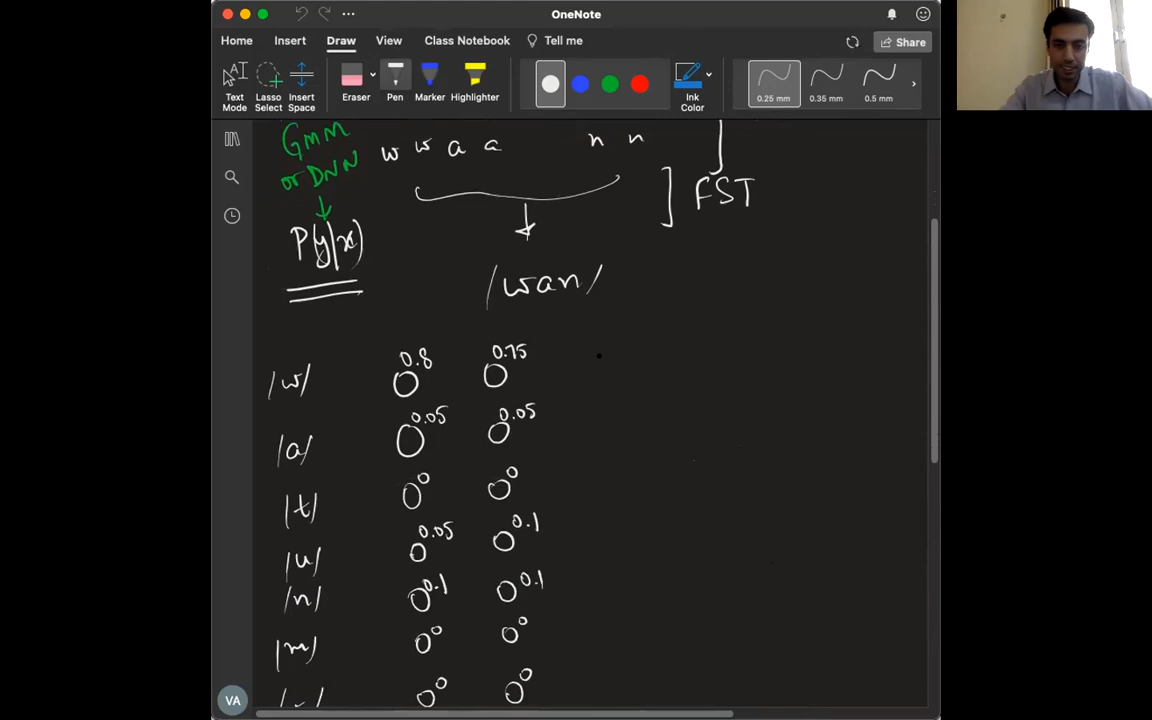 OneNote
Home Insert Draw View Class Notebook Tell me
Share
Text Mode
Lasso Select
Insert Space
Eraser
Pen
Marker
Highlighter
Ink Color
0.25 mm
0.35 mm
0.5 mm
GMM
or DNN
P(y|x)
w w a a n n
] FST
/wan/
/w/ 0.8 0.75
/a/ 0.05 0.05
/t/ 0 0
/u/ 0.05 0.1
/n/ 0.1 0.1
/m/ 0 0
0 0
VA